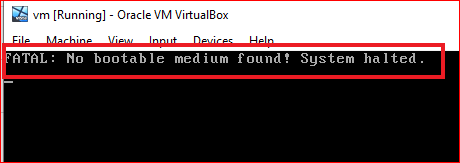 vm [Running] - Oracle VM VirtualBox
File Machine View Input Devices Help
FATAL: No bootable medium found! System halted.